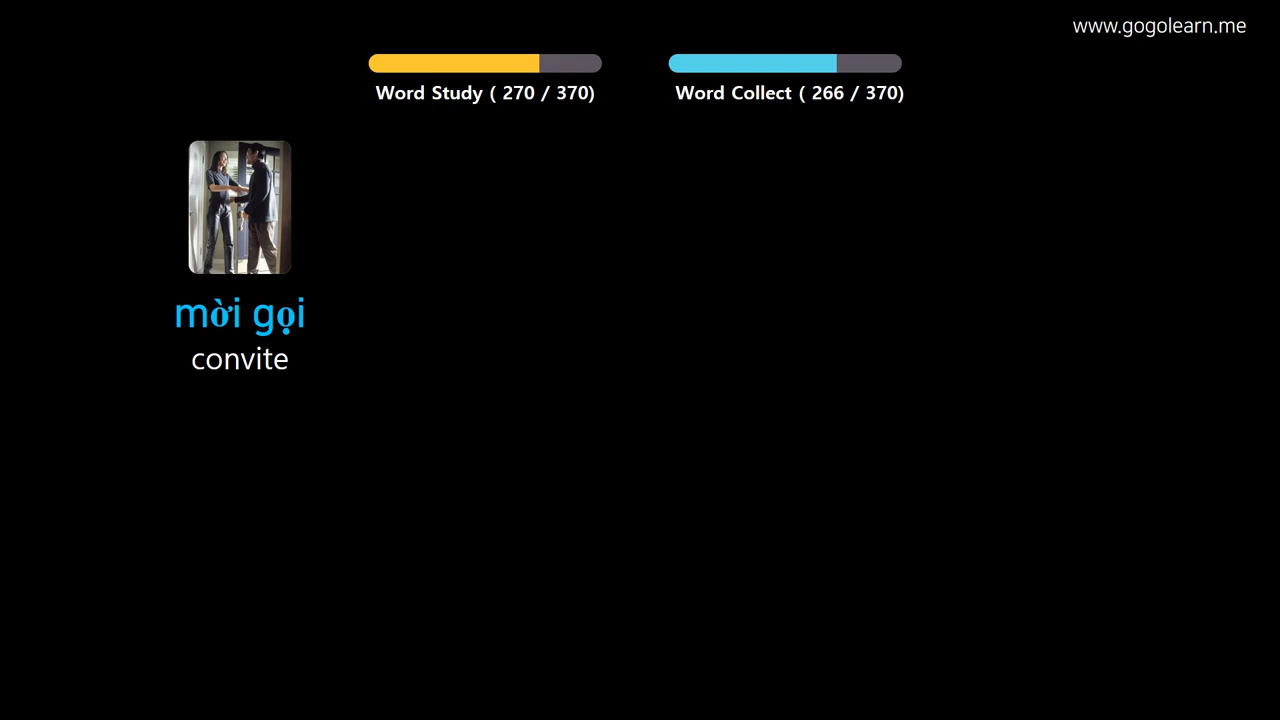 www.gogolearn.me
Word Study ( 270 / 370)
Word Collect ( 266 / 370)
mời gọi
convite